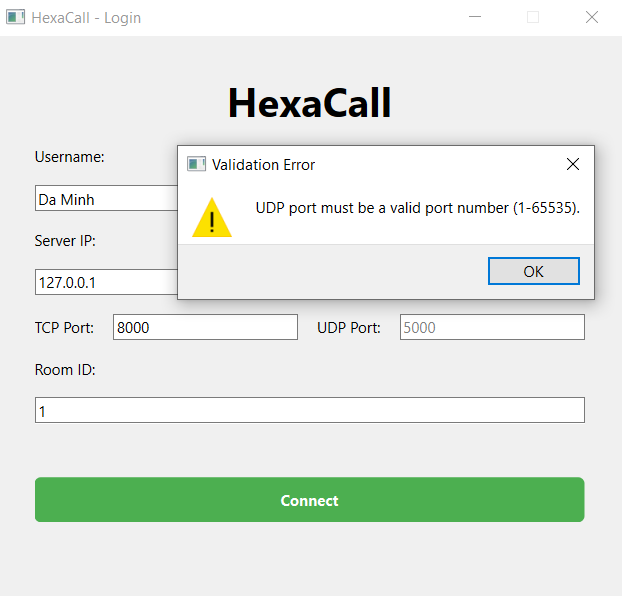 HexaCall - Login
HexaCall
Username:
Validation Error
UDP port must be a valid port number (1-65535).
Da Minh
Server IP:
OK
127.0.0.1
TCP Port: 8000 UDP Port: 5000
Room ID:
1
Connect